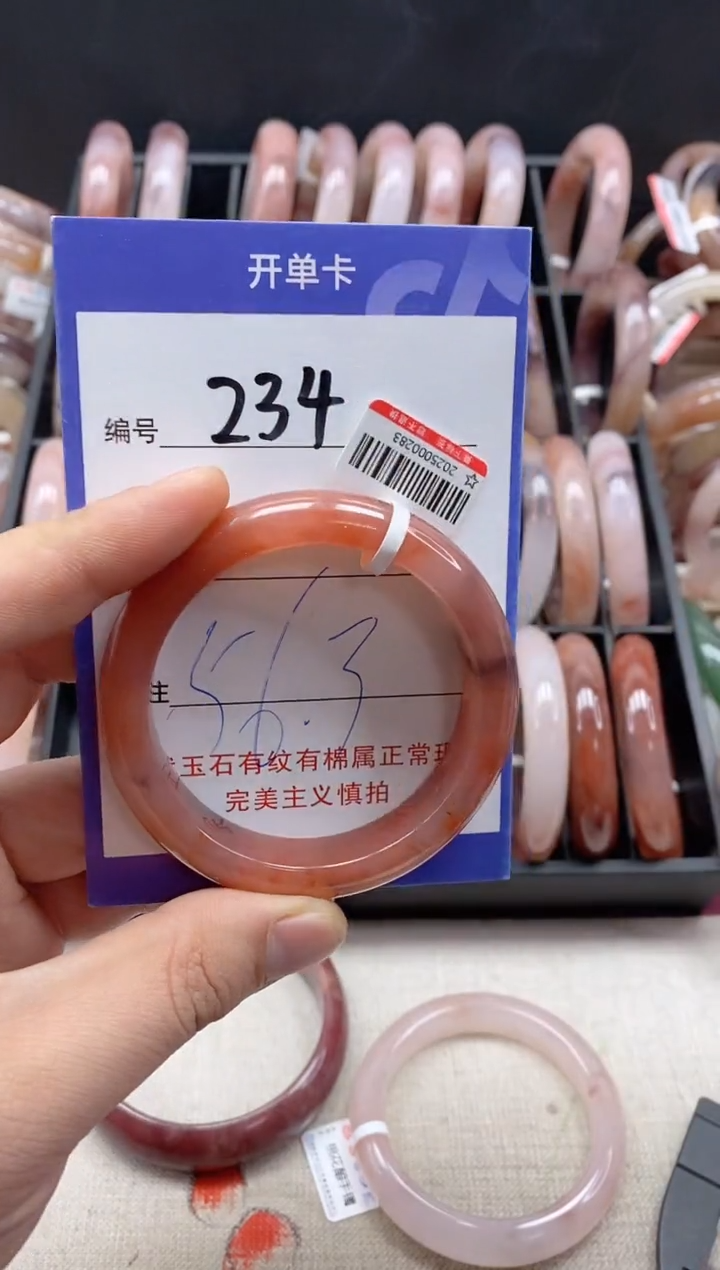 开单卡
编号 234
2025000283
56.3
注
玉石有纹有棉属正常现
完美主义慎拍